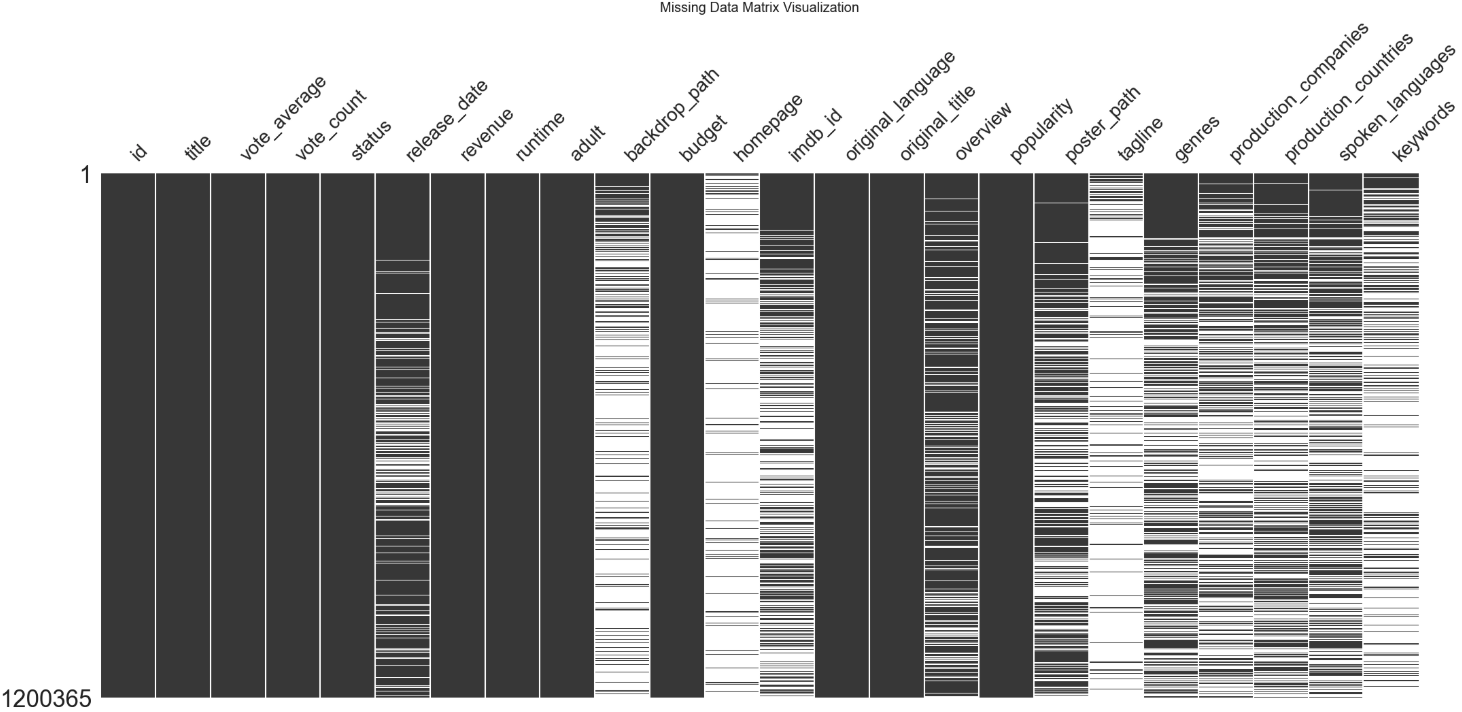 Missing Data Matrix Visualization
id
title
vote_average
vote_count
status
release_date
revenue
runtime
adult
backdrop_path
budget
homepage
imdb_id
original_language
original_title
overview
popularity
poster_path
tagline
genres
production_companies
production_countries
spoken_languages
keywords
1
1200365